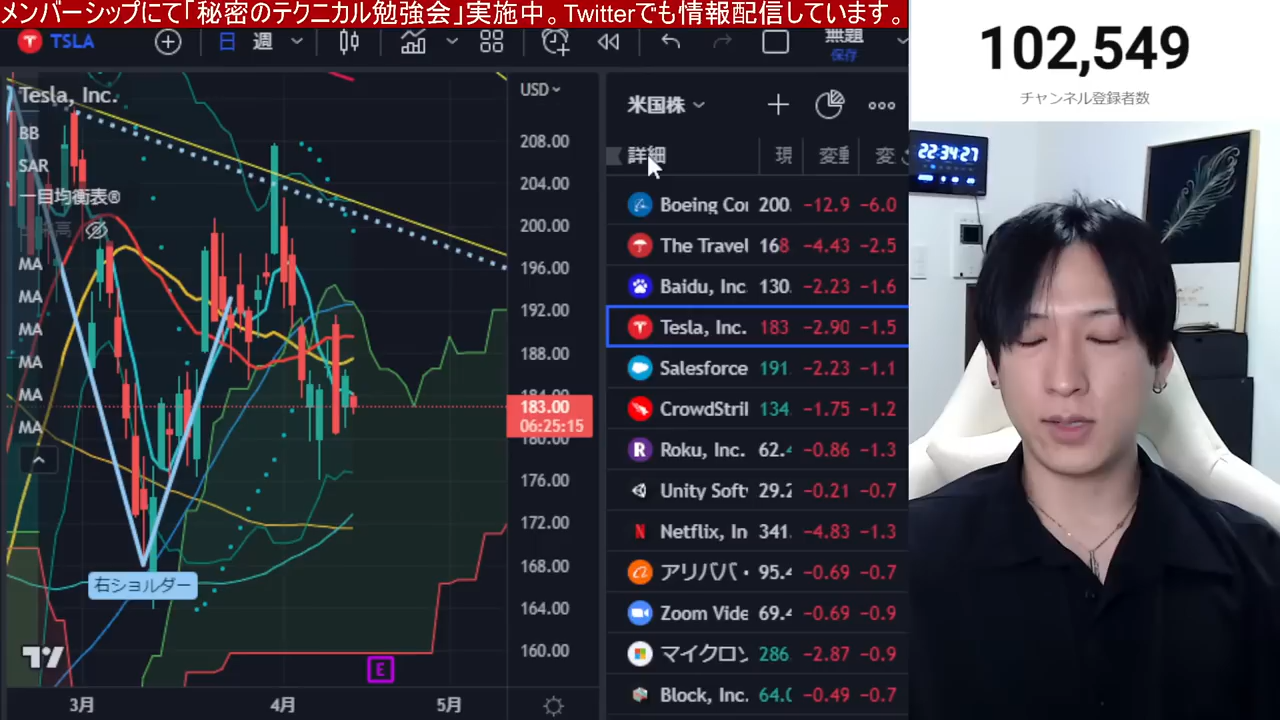 メンバーシップにて「秘密のテクニカル勉強会」実施中。Twitterでも情報配信しています。
TSLA
日 週
無題
保存
102,549
チャンネル登録者数
Tesla, Inc.
BB
SAR
一目均衡表®
MA
MA
MA
MA
MA
MA
右ショルダー
E
3月 4月 5月
USD
208.00
204.00
200.00
196.00
192.00
188.00
184.00
183.00
06:25:15
180.00
176.00
172.00
168.00
164.00
160.00
米国株
詳細 現 変動 変
Boeing Co 200. -12.9 -6.0
The Travel 168 -4.43 -2.5
Baidu, Inc. 130. -2.23 -1.6
Tesla, Inc. 183 -2.90 -1.5
Salesforce 191. -2.23 -1.1
CrowdStril 134. -1.75 -1.2
Roku, Inc. 62. -0.86 -1.3
Unity Soft 29.2 -0.21 -0.7
Netflix, In 341. -4.83 -1.3
アリババ・ 95.4 -0.69 -0.7
Zoom Vide 69.4 -0.69 -0.9
マイクロン 286. -2.87 -0.9
Block, Inc. 64.0 -0.49 -0.7
22:34:27